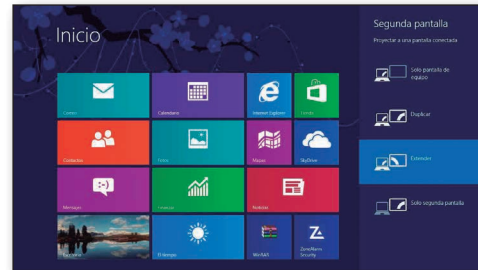 Inicio
Segunda pantalla
Proyectar a una pantalla conectada
Solo pantalla de
equipo
Duplicar
Extender
Solo segunda pantalla
Correo
Calendario
Internet Explorer
Tienda
Contactos
Fotos
Mapas
SkyDrive
Mensajes
Finanzas
Noticias
El tiempo
WinRAR
ZoneAlarm
Security